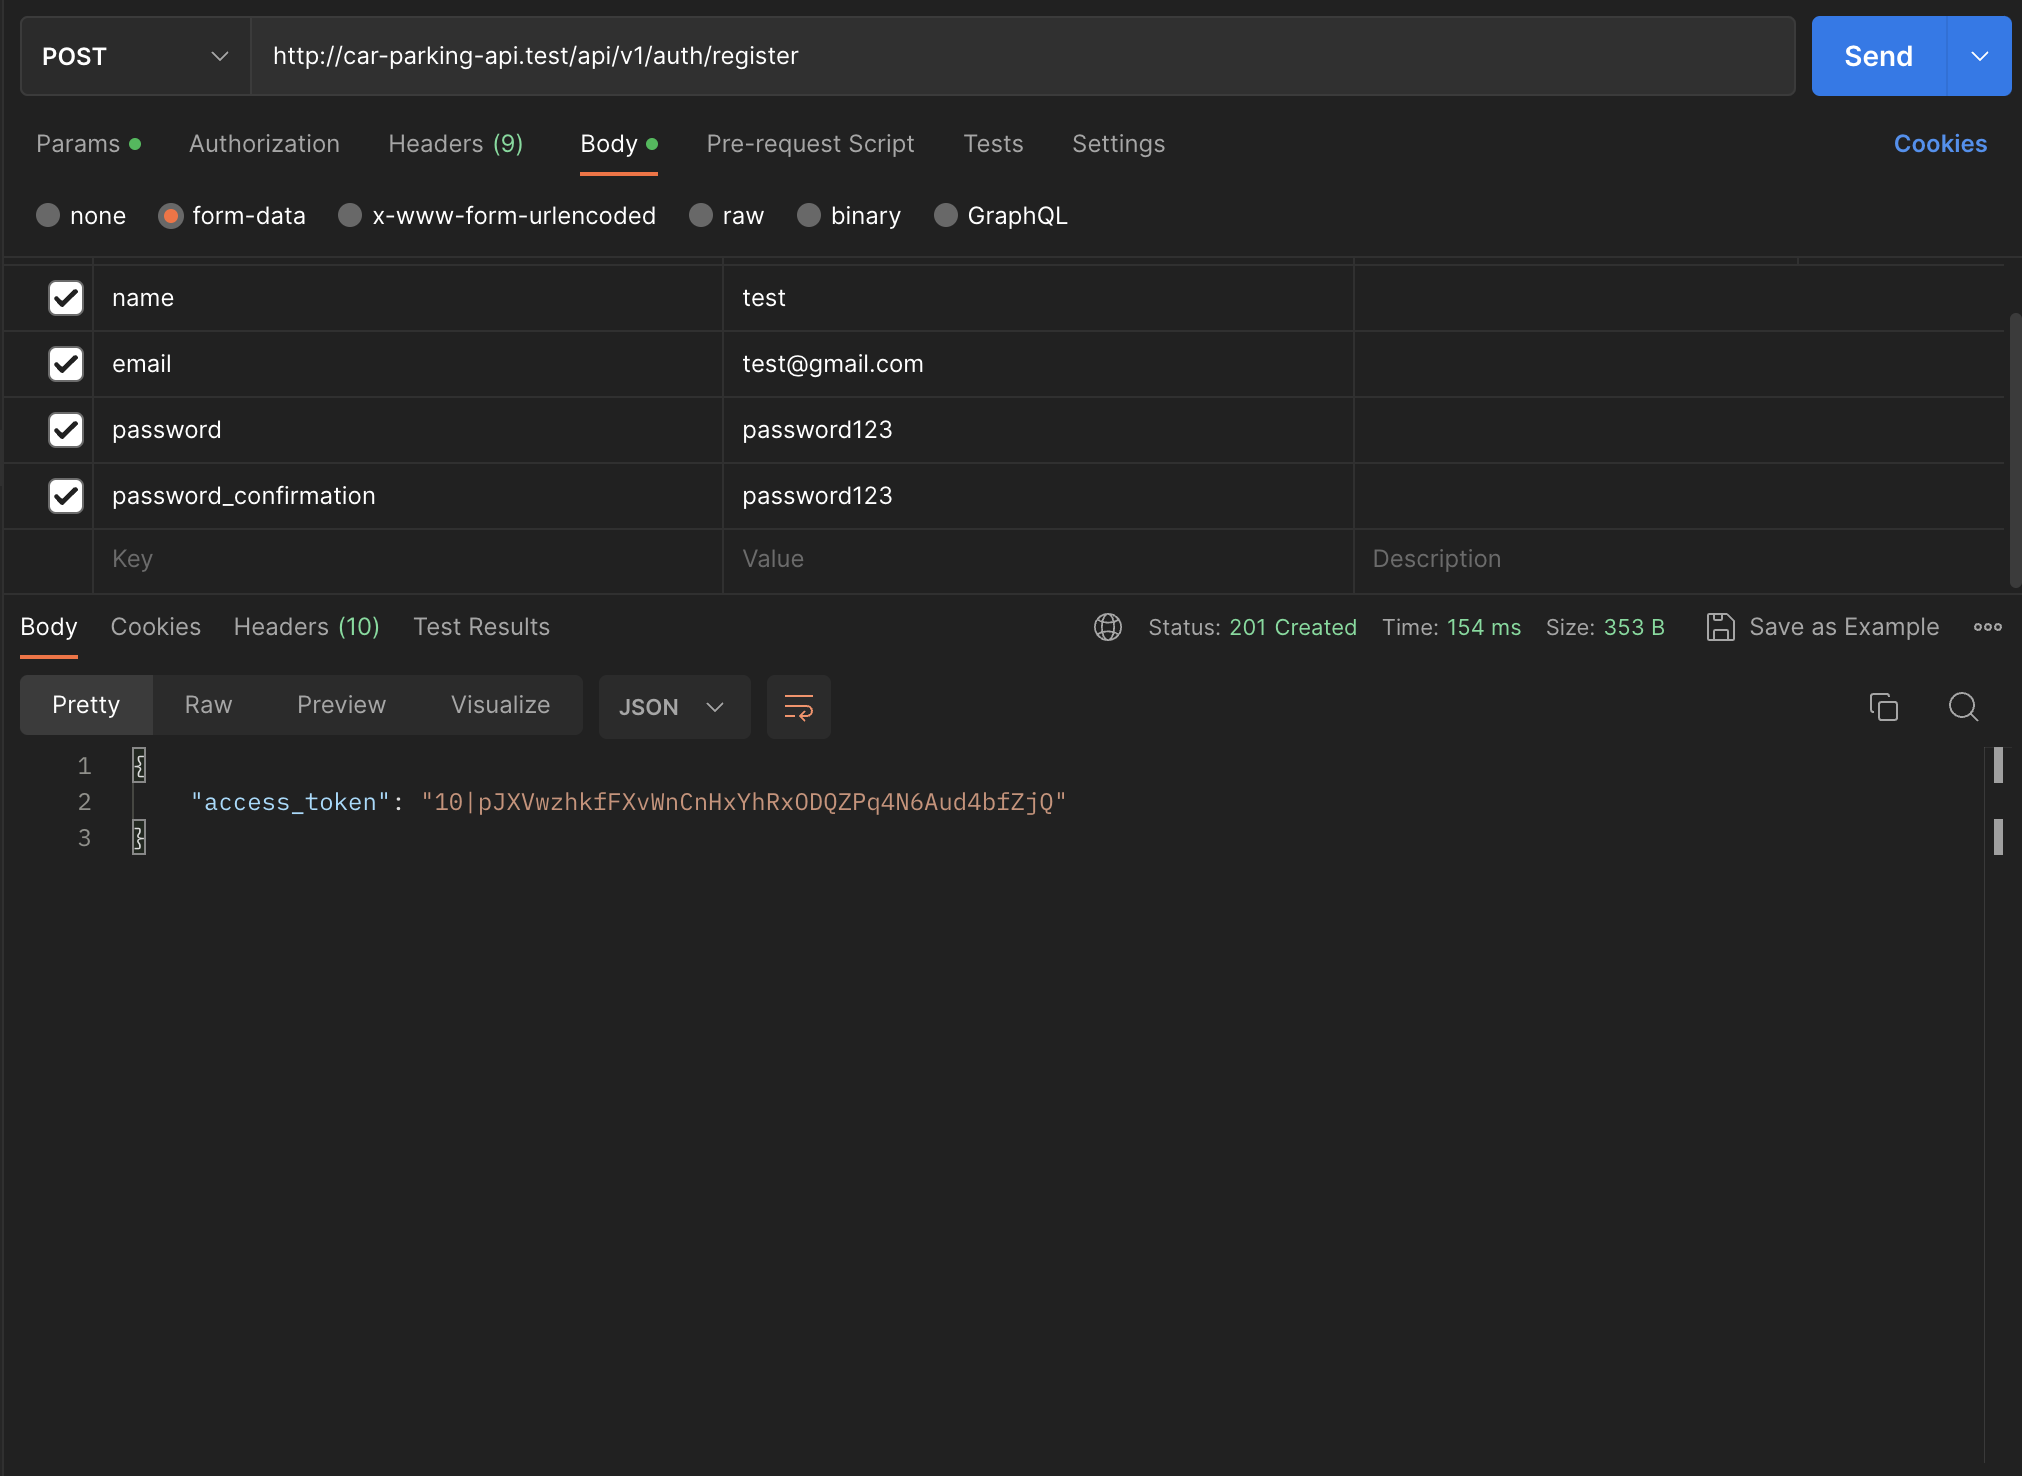 POST http://car-parking-api.test/api/v1/auth/register Send
Params Authorization Headers (9) Body Pre-request Script Tests Settings Cookies
none form-data x-www-form-urlencoded raw binary GraphQL
name test
email test@gmail.com
password password123
password_confirmation password123
Key Value Description
Body Cookies Headers (10) Test Results Status: 201 Created Time: 154 ms Size: 353 B Save as Example
Pretty Raw Preview Visualize JSON
1 {
2 "access_token": "10|pJXVwzhkfFXvWnCnHxYhRxODQZPq4N6Aud4bfZjQ"
3 }